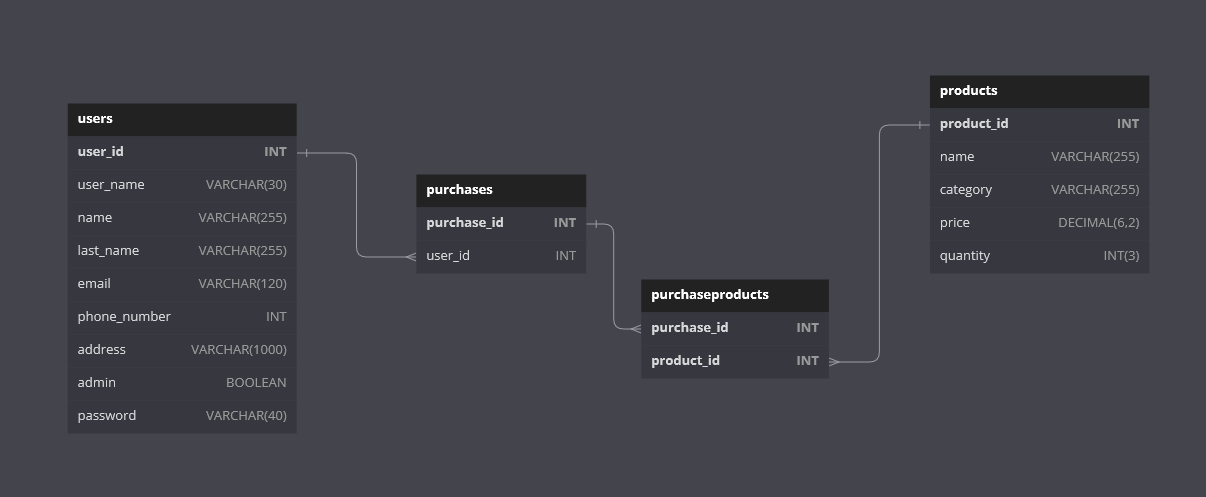 users
user_id INT
user_name VARCHAR(30)
name VARCHAR(255)
last_name VARCHAR(255)
email VARCHAR(120)
phone_number INT
address VARCHAR(1000)
admin BOOLEAN
password VARCHAR(40)
purchases
purchase_id INT
user_id INT
purchaseproducts
purchase_id INT
product_id INT
products
product_id INT
name VARCHAR(255)
category VARCHAR(255)
price DECIMAL(6,2)
quantity INT(3)